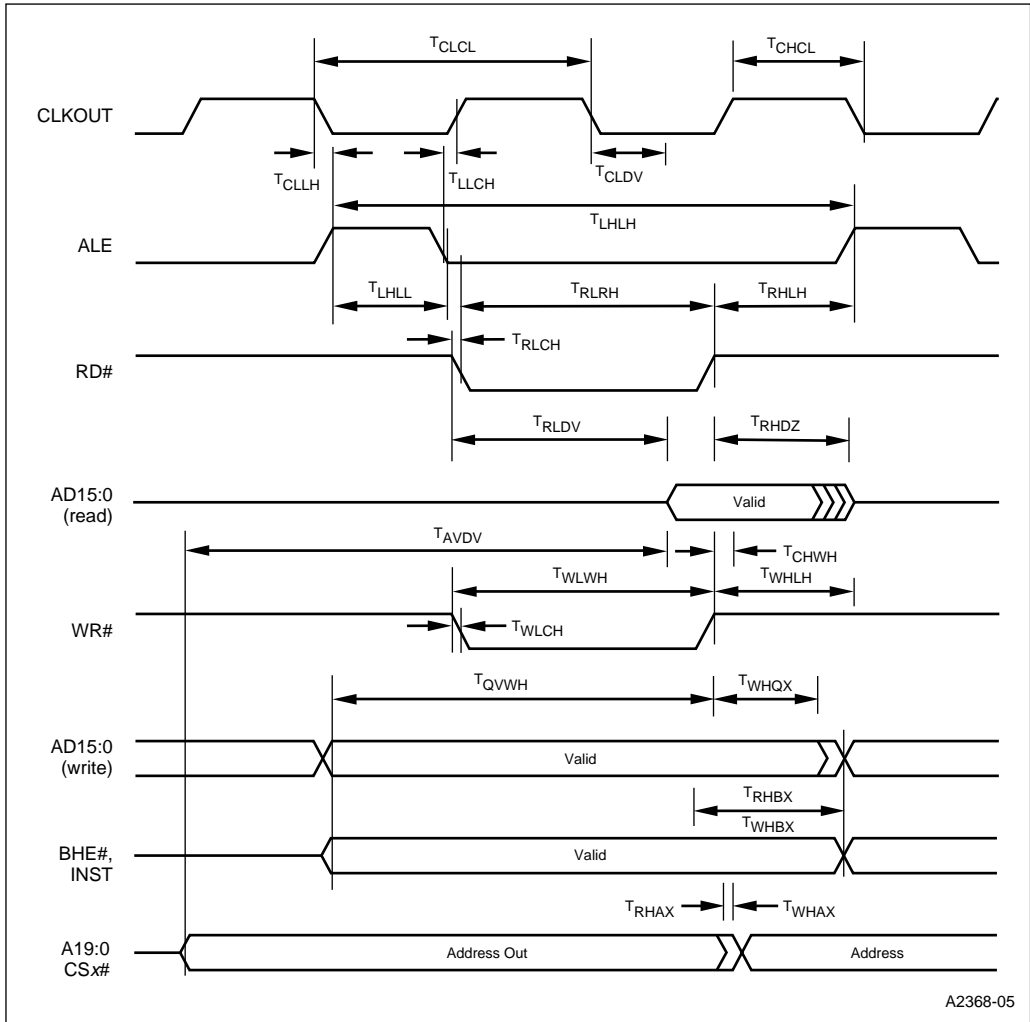 TCLCL
TCHCL
CLKOUT
TCLLH
TLLCH
TCLDV
TLHLH
ALE
TLHLL
TRLRH
TRHLH
TRLCH
RD#
TRLDV
TRHDZ
AD15:0
(read)
Valid
TAVDV
TCHWH
TWLWH
TWHLH
WR#
TWLCH
TQVWH
TWHQX
AD15:0
(write)
Valid
TRHBX
TWHBX
BHE#,
INST
Valid
TRHAX
TWHAX
A19:0
CSx#
Address Out
Address
A2368-05